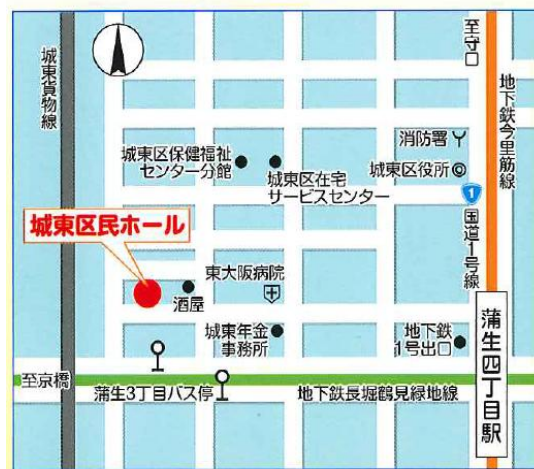 城東貨物線
至守口
地下鉄今里筋線
消防署
城東区役所
城東区保健福祉
センター分館
城東区在宅
サービスセンター
1
国道1号線
城東区民ホール
酒屋
東大阪病院
城東年金
事務所
地下鉄
1号出口
蒲生四丁目駅
至京橋
蒲生3丁目バス停
地下鉄長堀鶴見緑地線